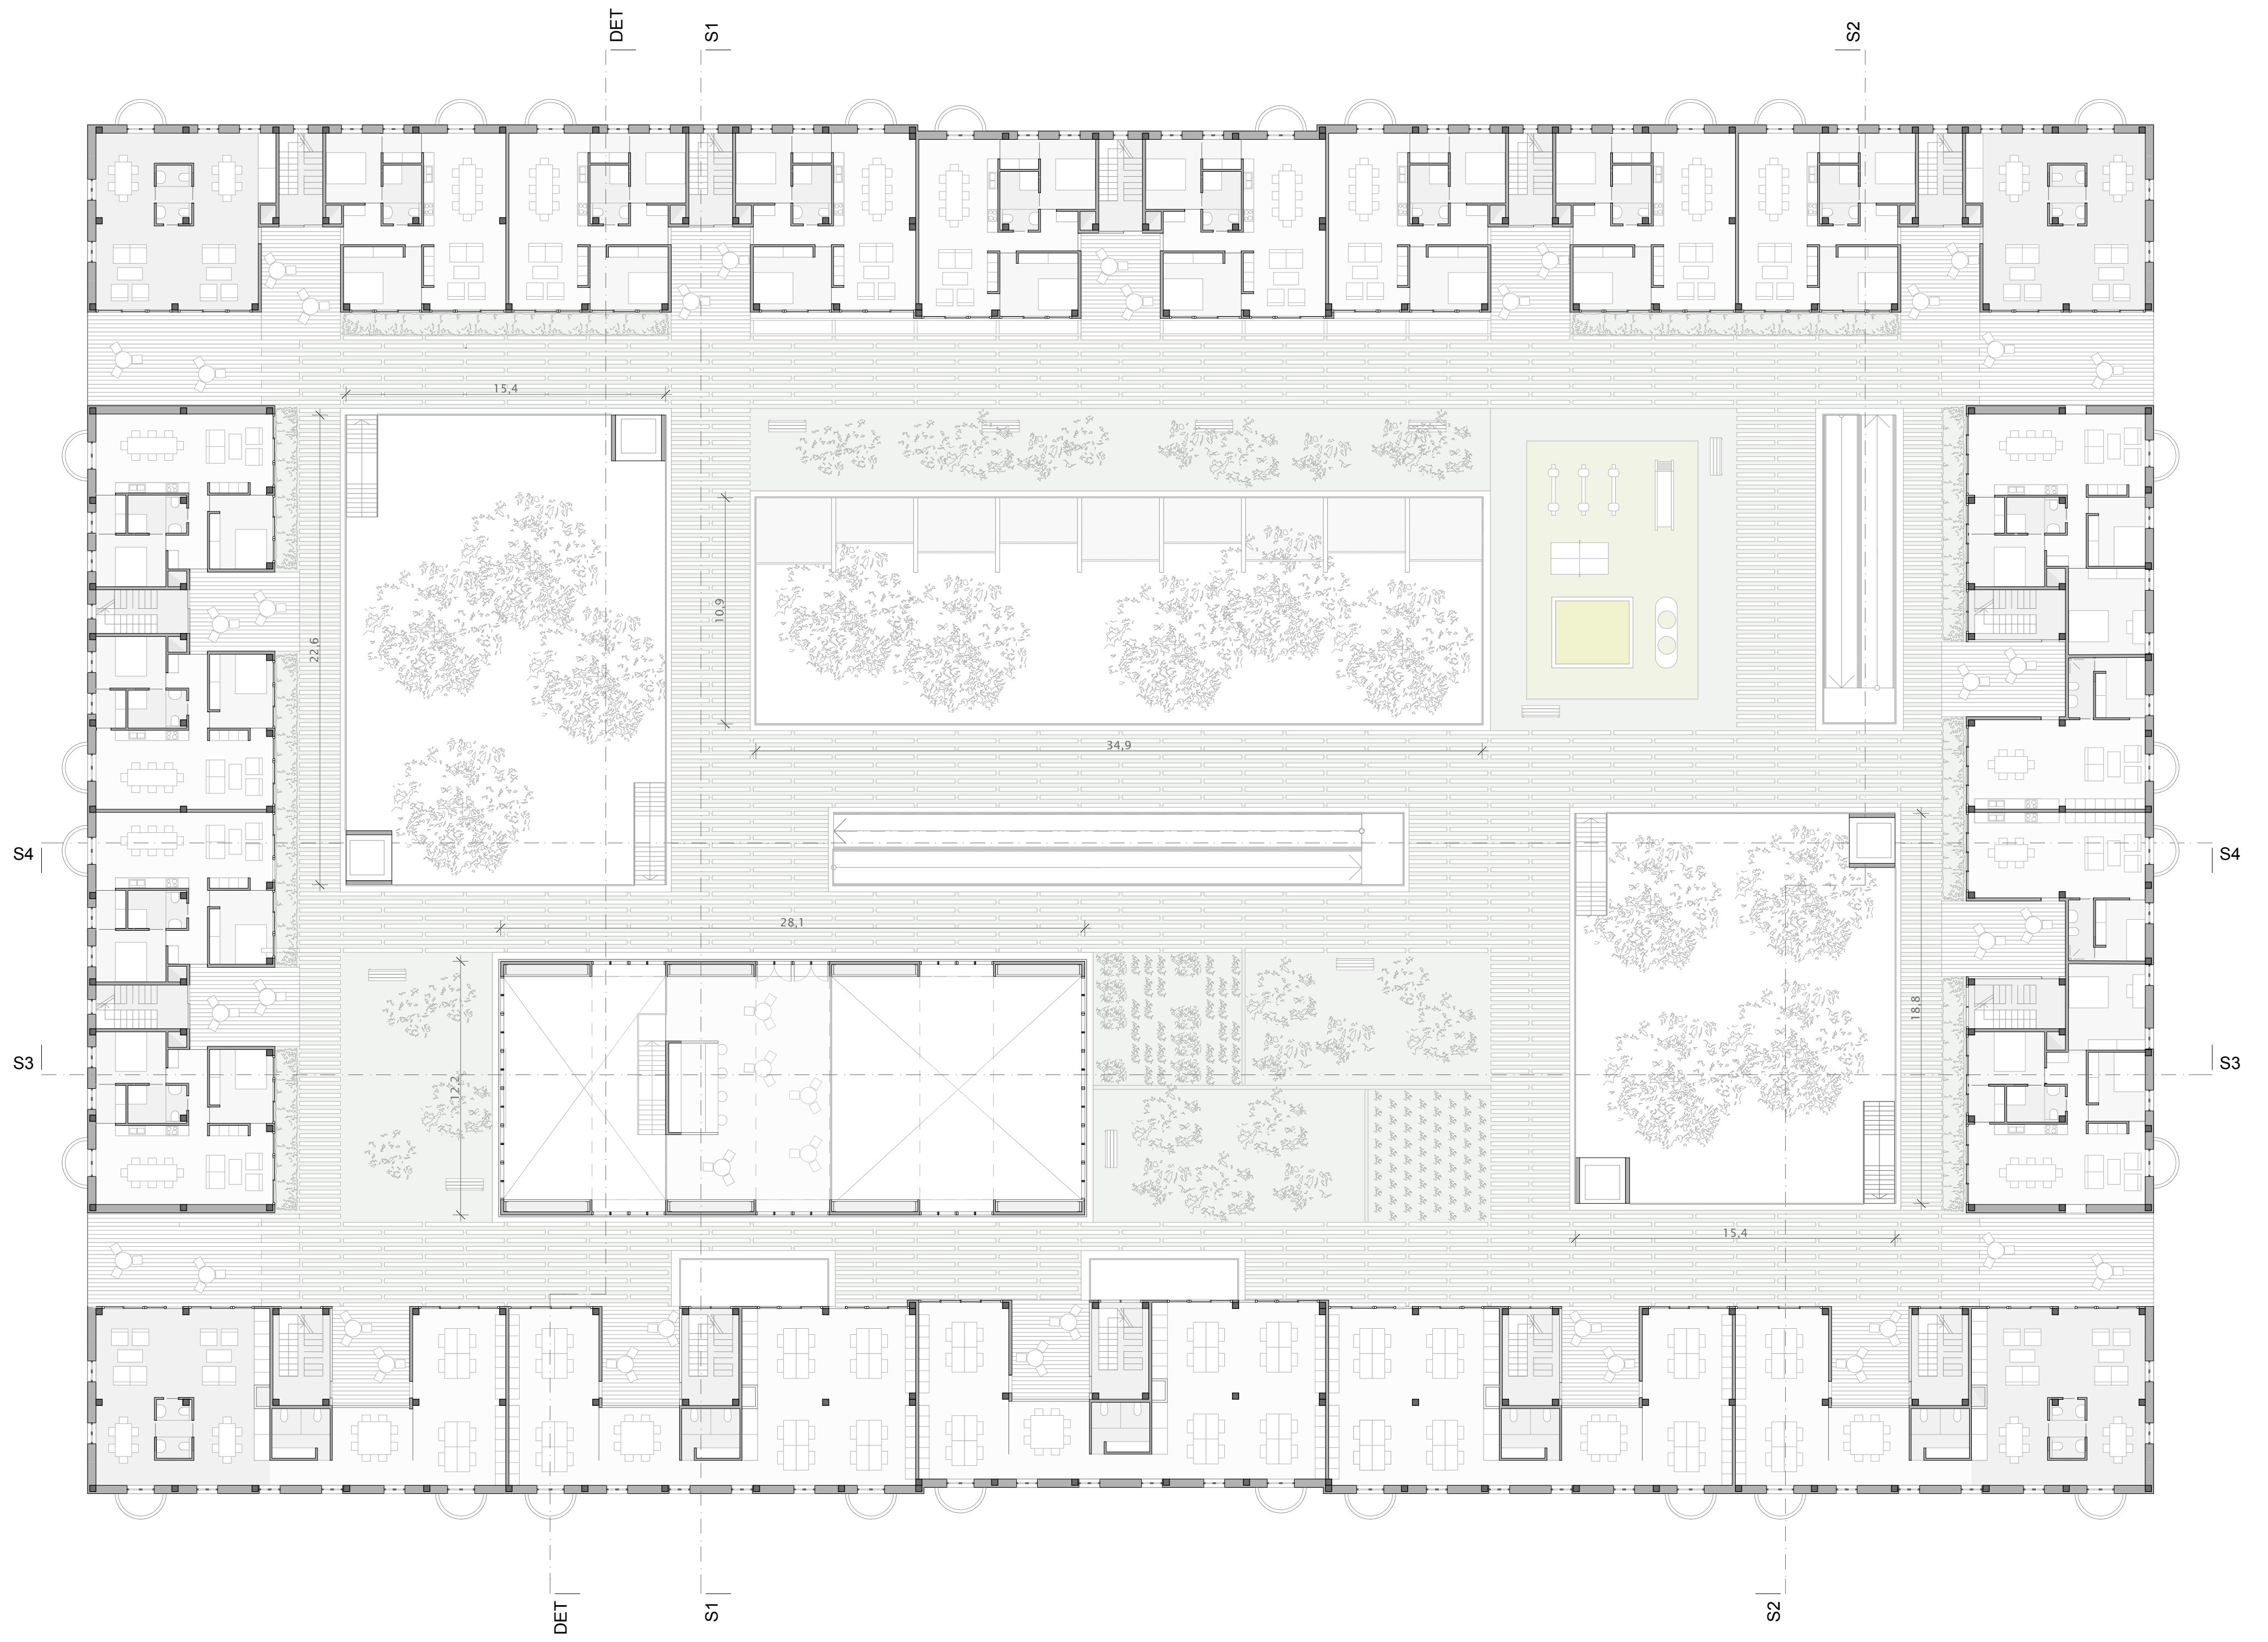 DET
S1
S2
15,4
22,6
10,9
34,9
S4
S4
28,1
18,8
S3
12,2
S3
15,4
DET
S1
S2